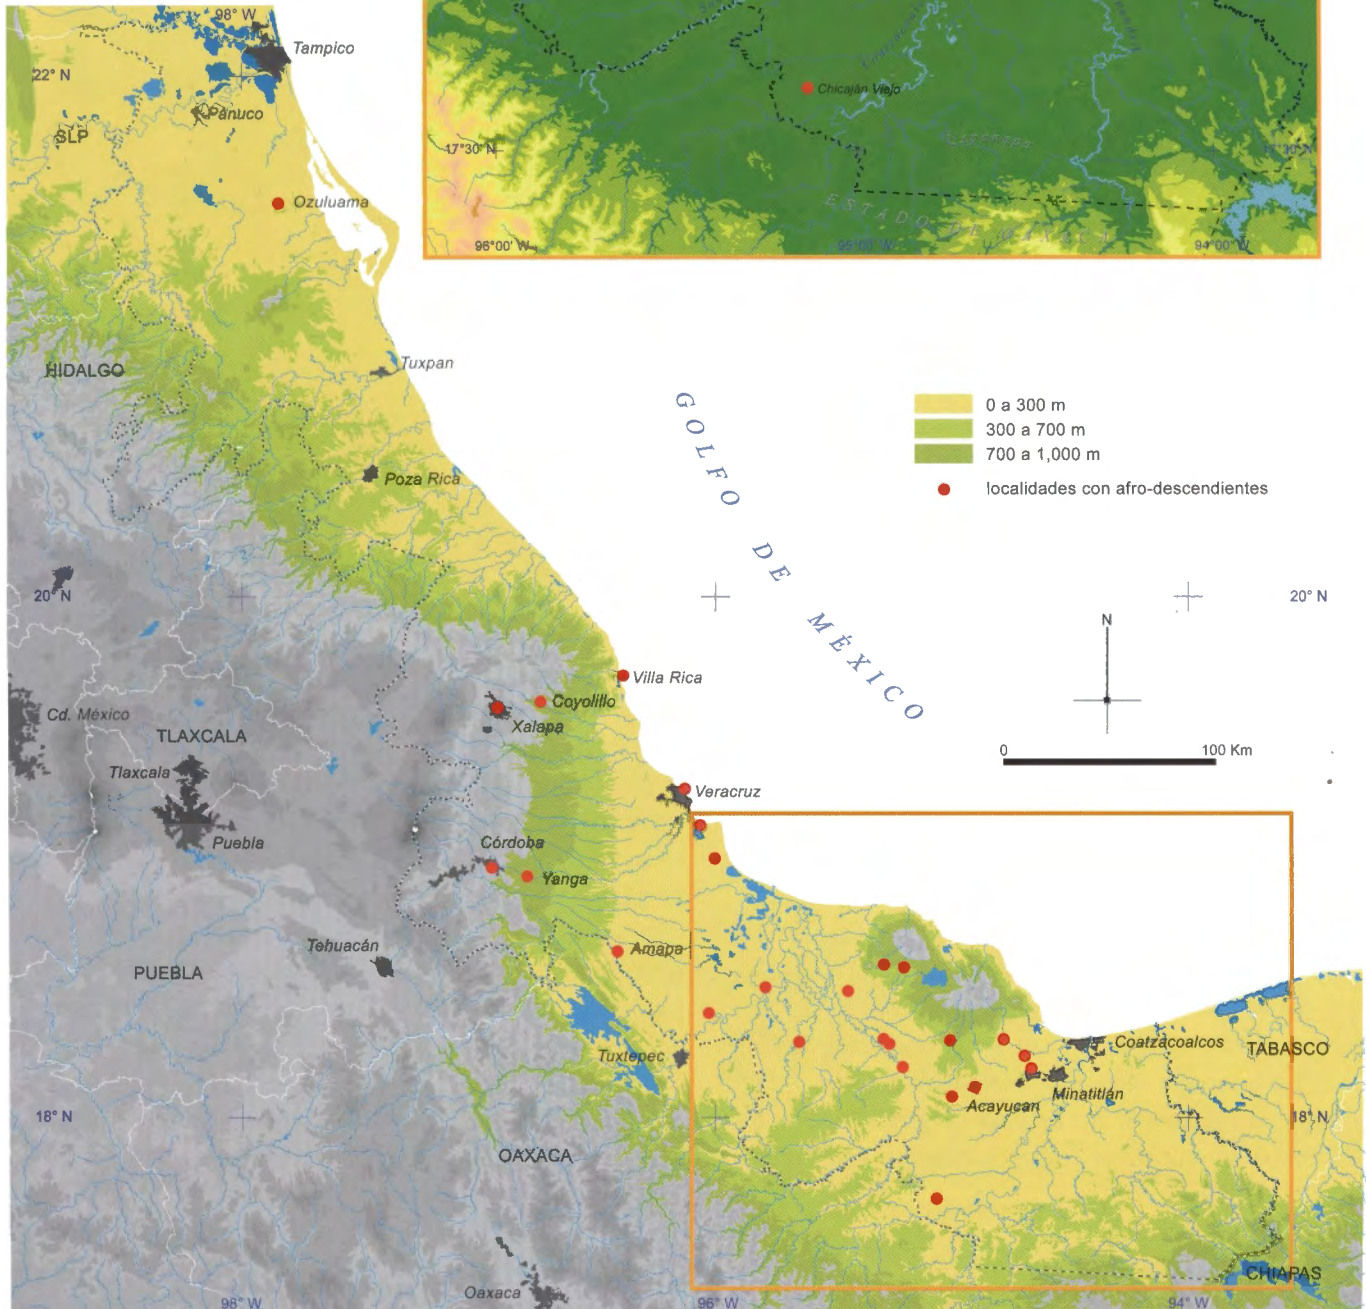 98° W
Tampico
22° N
Pánuco
SLP
Ozuluama
Chicaján Viejo
17°30' N
17°30' N
ESTADO DE OAXACA
96°00' W
95°00' W
94°00' W
HIDALGO
Tuxpan
Poza Rica
GOLFO DE MÉXICO
0 a 300 m
300 a 700 m
700 a 1,000 m
localidades con afro-descendientes
20° N
20° N
N
Villa Rica
Coyolillo
Xalapa
Cd. México
TLAXCALA
Tlaxcala
Puebla
0
100 Km
Veracruz
Córdoba
Yanga
Tehuacán
Amapa
PUEBLA
Tuxtepec
Coatzacoalcos
TABASCO
Minatitlán
Acayucan
18° N
18° N
OAXACA
CHIAPAS
Oaxaca
98° W
96° W
94° W